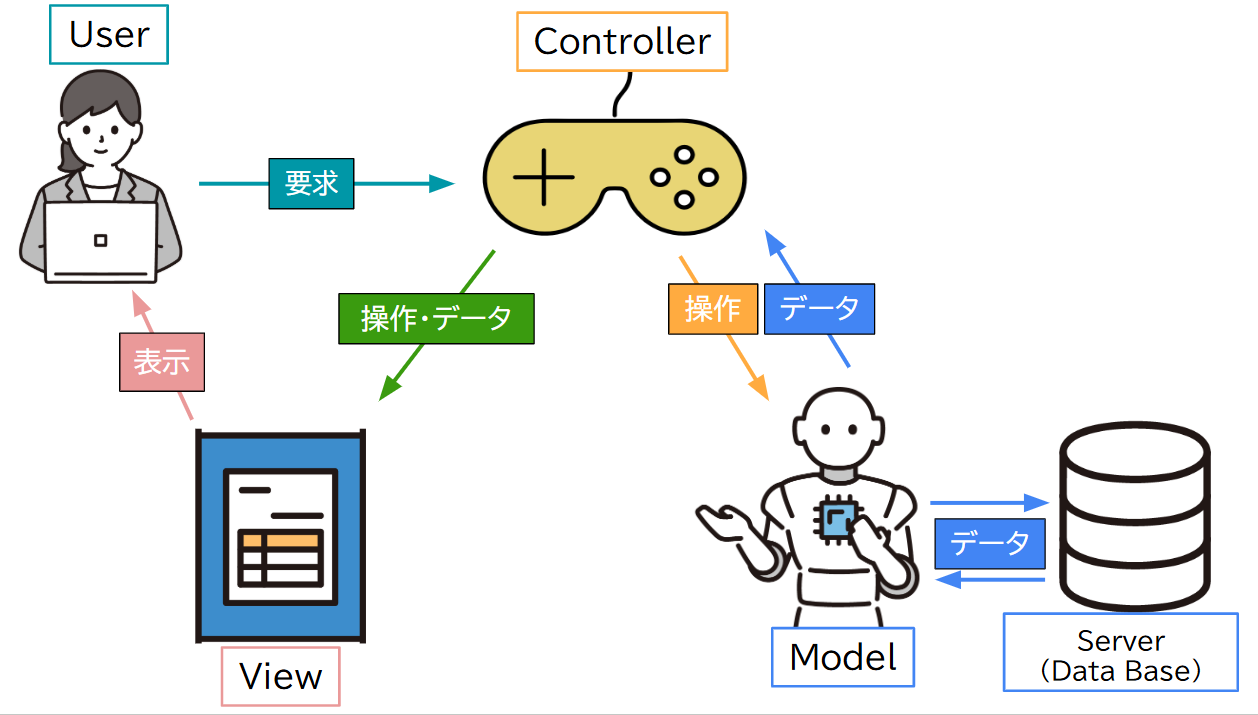 User
Controller
要求
操作・データ
操作
データ
表示
データ
View
Model
Server
（Data Base）